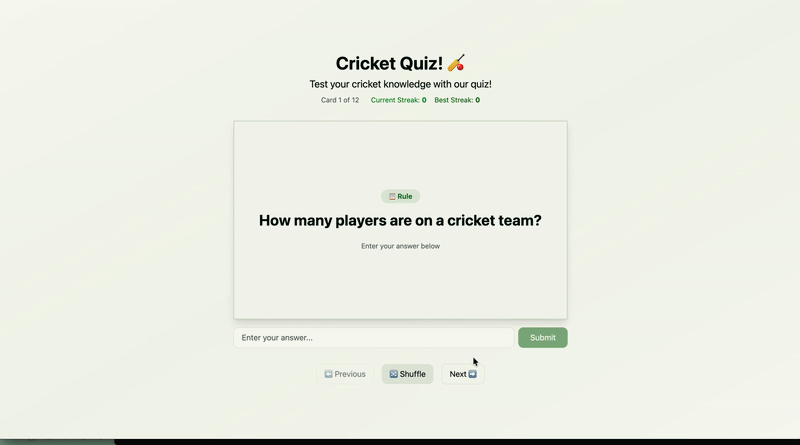 Cricket Quiz! 🏏
Test your cricket knowledge with our quiz!
Card 1 of 12 Current Streak: 0 Best Streak: 0
Rule
How many players are on a cricket team?
Enter your answer below
Enter your answer... Submit
⬅️ Previous 🔀 Shuffle Next ➡️